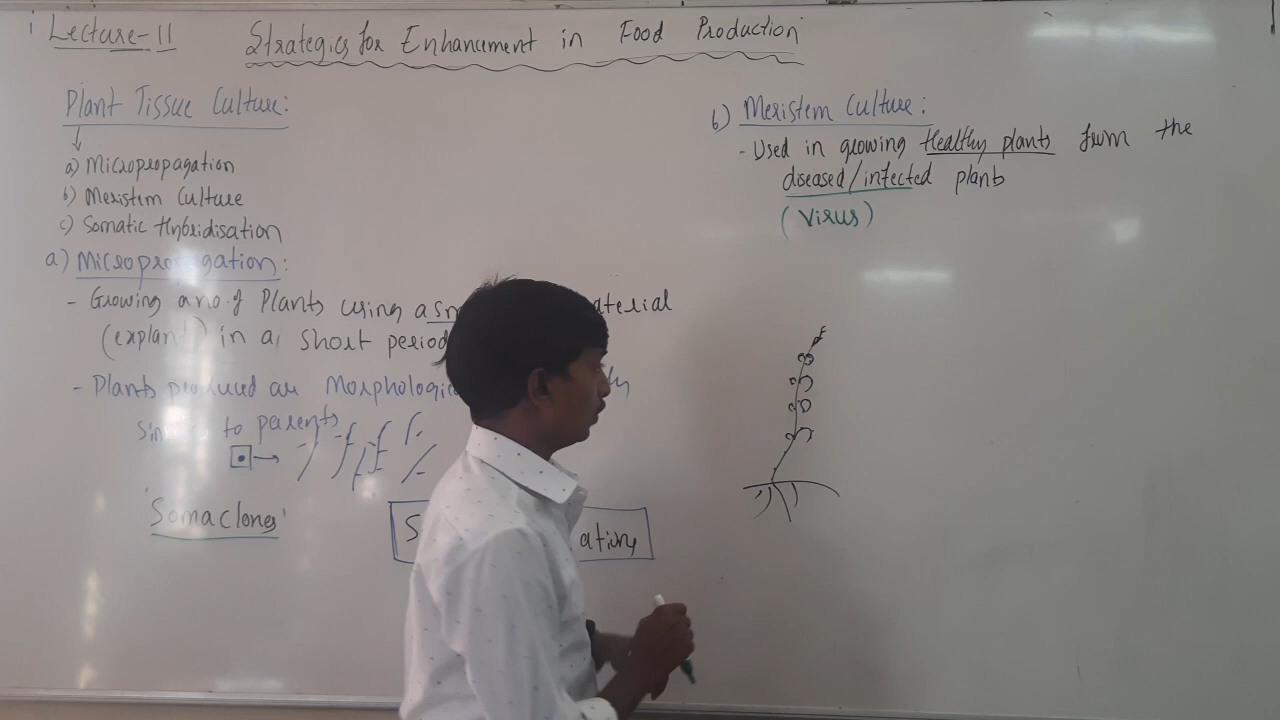 Lecture-11
Strategies for Enhancement in Food Production
Plant Tissue Culture:
a) Micropropagation
b) Meristem Culture
c) Somatic Hybridisation
a) Micropropagation:
- Growing a no. of Plants using a
(explant) in a short period
- Plants produced are
to parents
'Somaclones'
b) Meristem Culture:
- Used in growing Healthy plants from the
diseased/infected plants
(Virus)